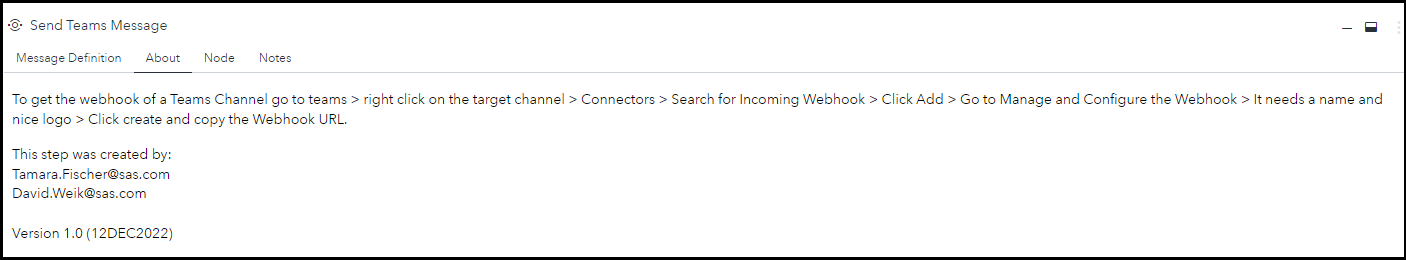 Send Teams Message
Message Definition About Node Notes
To get the webhook of a Teams Channel go to teams > right click on the target channel > Connectors > Search for Incoming Webhook > Click Add > Go to Manage and Configure the Webhook > It needs a name and
nice logo > Click create and copy the Webhook URL.
This step was created by:
Tamara.Fischer@sas.com
David.Weik@sas.com
Version 1.0 (12DEC2022)